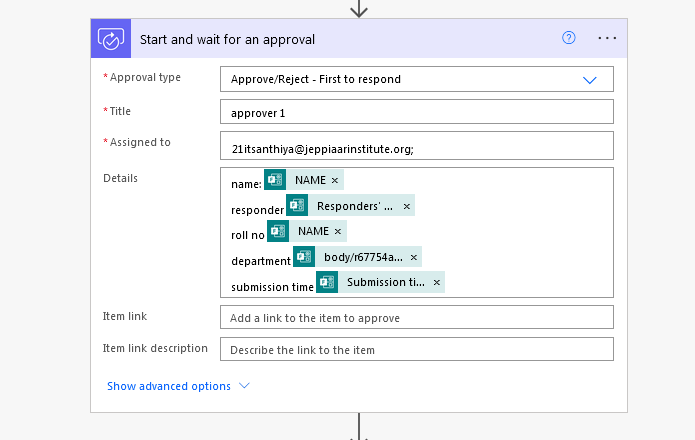 Start and wait for an approval
* Approval type
Approve/Reject - First to respond
* Title
approver 1
* Assigned to
21itsanthiya@jeppiaarinstitute.org;
Details
name: NAME ×
responder Responders' ... ×
roll no NAME ×
department body/r67754a... ×
submission time Submission ti... ×
Item link
Add a link to the item to approve
Item link description
Describe the link to the item
Show advanced options